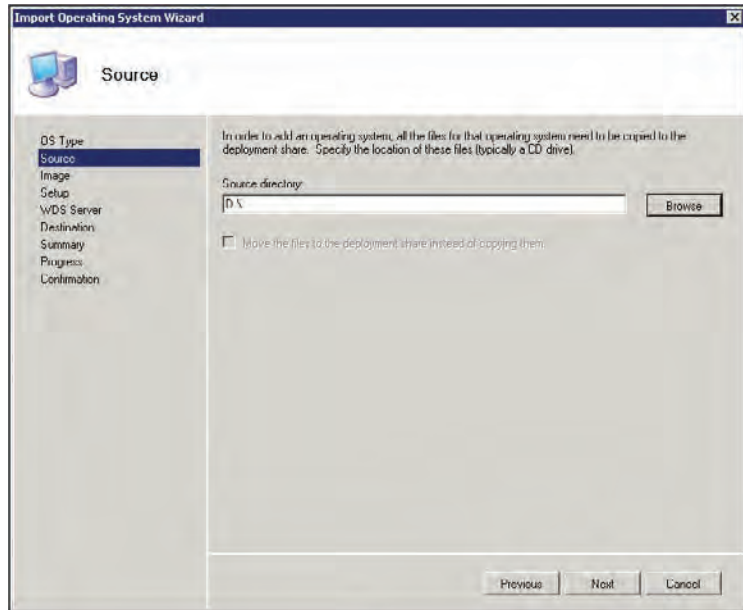 Import Operating System Wizard
Source
OS Type
Source
Image
Setup
WDS Server
Destination
Summary
Progress
Confirmation
In order to add an operating system, all the files for that operating system need to be copied to the
deployment share. Specify the location of these files (typically a CD drive).
Source directory:
D:\
Browse
Move the files to the deployment share instead of copying them.
Previous
Next
Cancel